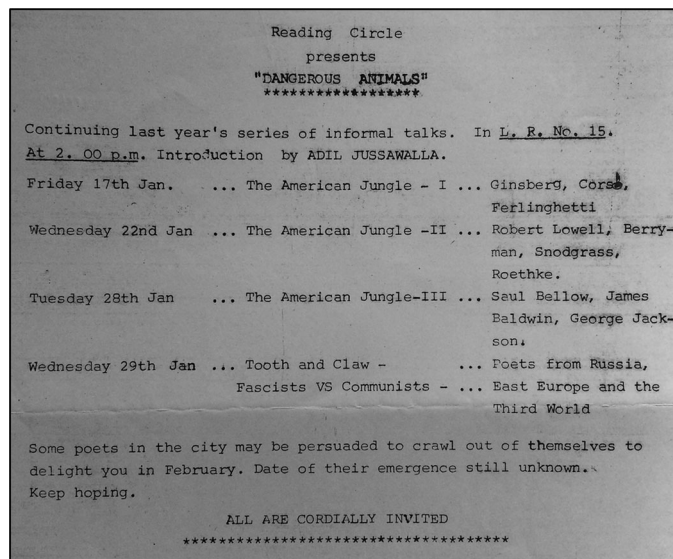 Reading Circle
presents
"DANGEROUS ANIMALS"
******************
Continuing last year's series of informal talks. In L. R. No. 15.
At 2. 00 p.m. Introduction by ADIL JUSSAWALLA.
Friday 17th Jan. ... The American Jungle - I ... Ginsberg, Corso,
Ferlinghetti
Wednesday 22nd Jan ... The American Jungle -II ... Robert Lowell, Berry-
man, Snodgrass,
Roethke.
Tuesday 28th Jan ... The American Jungle-III ... Saul Bellow, James
Baldwin, George Jack-
son.
Wednesday 29th Jan ... Tooth and Claw - ... Poets from Russia,
Fascists VS Communists - ... East Europe and the
Third World
Some poets in the city may be persuaded to crawl out of themselves to
delight you in February. Date of their emergence still unknown.
Keep hoping.
ALL ARE CORDIALLY INVITED
*************************************